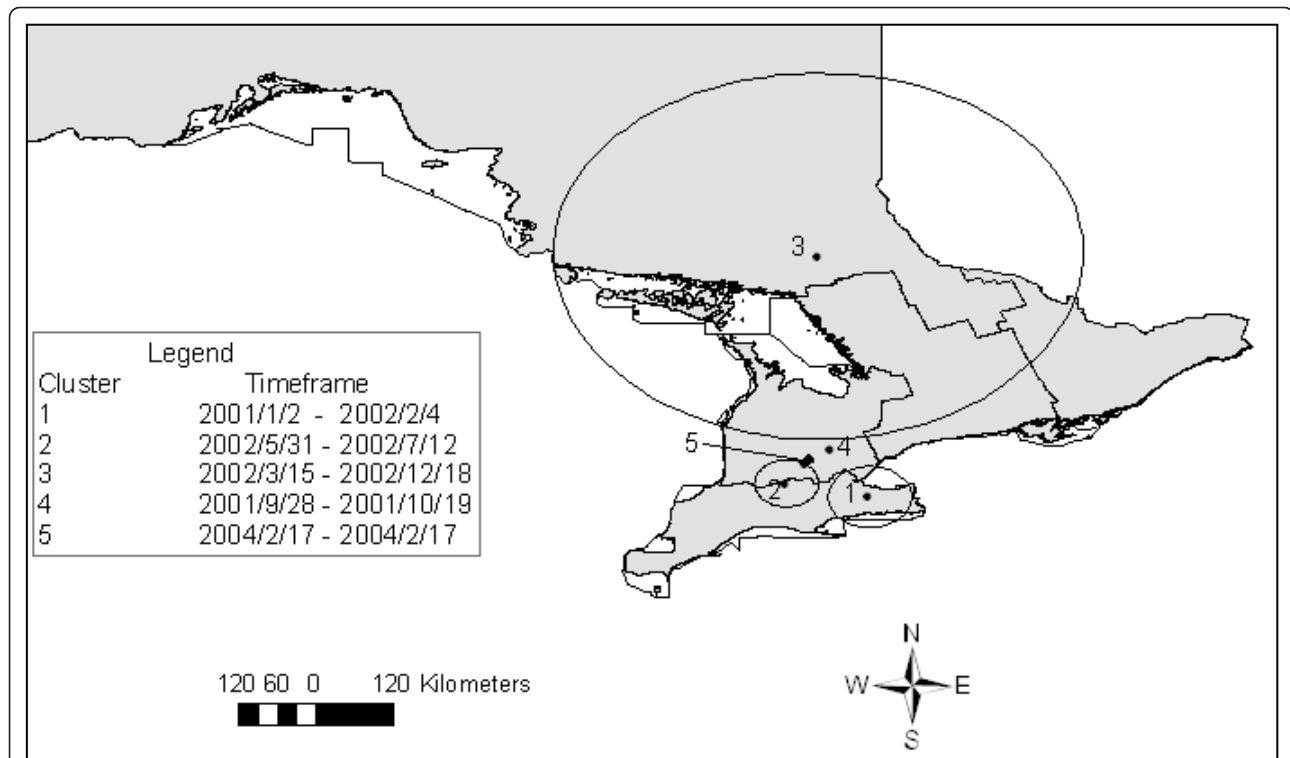 3
Legend
Cluster Timeframe
1 2001/1/2 - 2002/2/4
2 2002/5/31 - 2002/7/12
3 2002/3/15 - 2002/12/18
4 2001/9/28 - 2001/10/19
5 2004/2/17 - 2004/2/17
5
4
2
1
120 60 0 120 Kilometers
N
W E
S